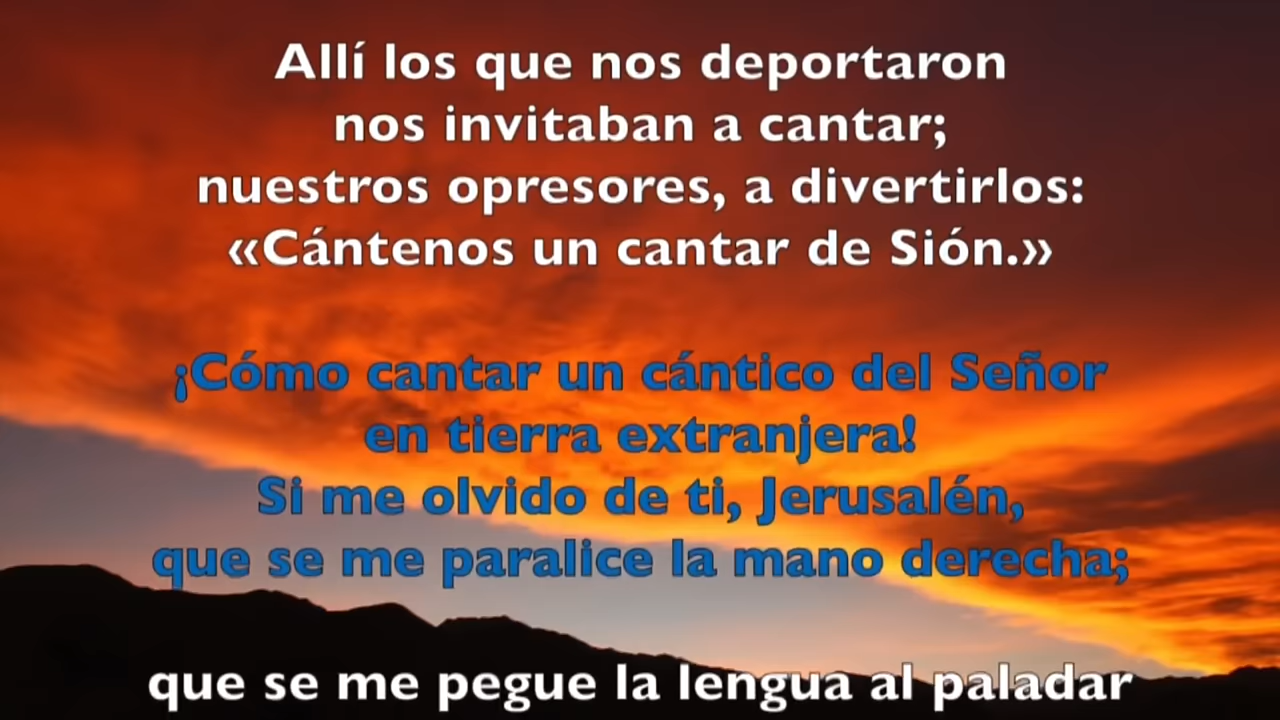 Allí los que nos deportaron
nos invitaban a cantar;
nuestros opresores, a divertirlos:
«Cántenos un cantar de Sión.»
¡Cómo cantar un cántico del Señor
en tierra extranjera!
Si me olvido de ti, Jerusalén,
que se me paralice la mano derecha;
que se me pegue la lengua al paladar